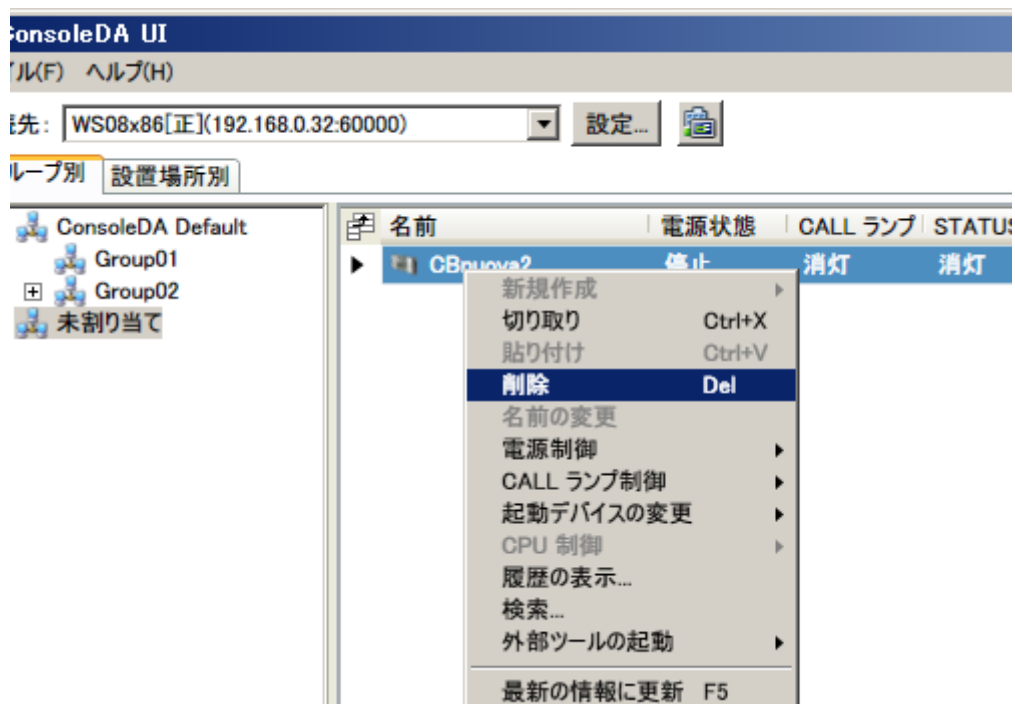 ConsoleDA UI
イル(F) ヘルプ(H)
先: WS08x86[正](192.168.0.32:60000) 設定...
ループ別 設置場所別
ConsoleDA Default
Group01
Group02
未割り当て
名前 電源状態 CALL ランプ STATUS
CBnuova2 停止 消灯 消灯
新規作成
切り取り Ctrl+X
貼り付け Ctrl+V
削除 Del
名前の変更
電源制御
CALL ランプ制御
起動デバイスの変更
CPU 制御
履歴の表示...
検索...
外部ツールの起動
最新の情報に更新 F5